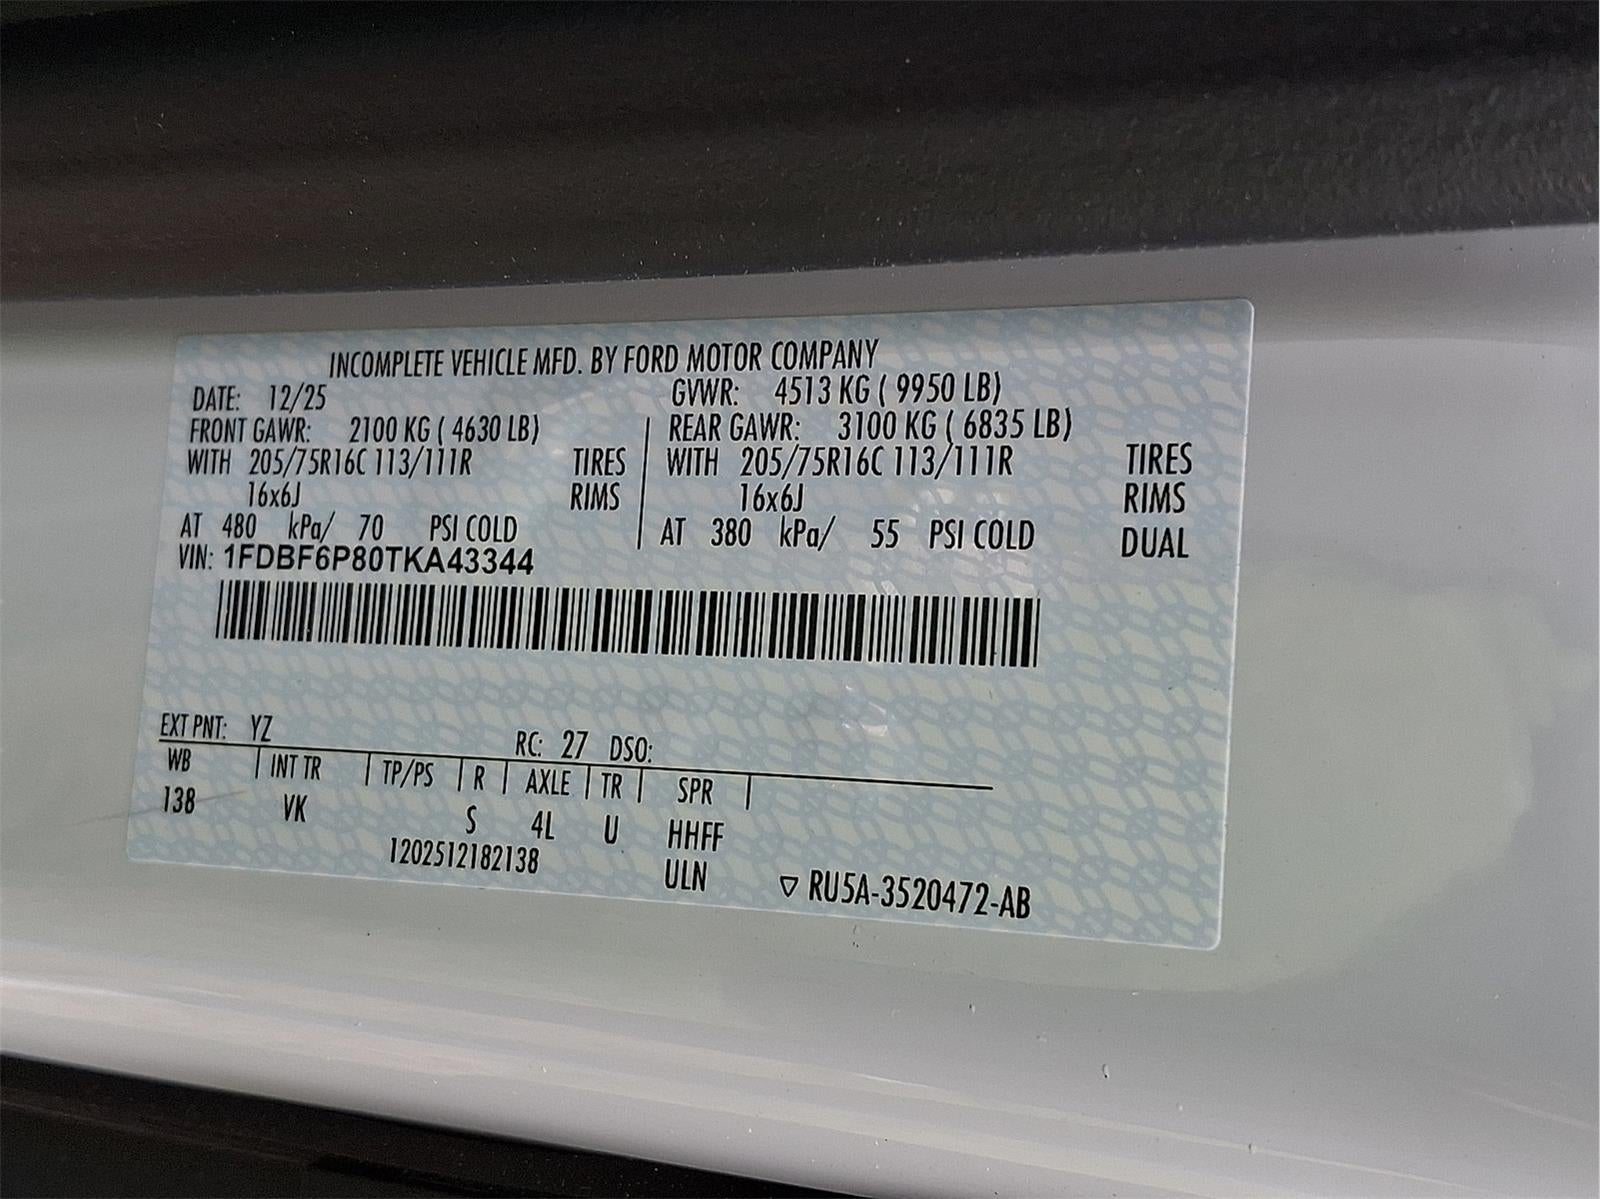 INCOMPLETE VEHICLE MFD. BY FORD MOTOR COMPANY
DATE: 12/25 GVWR: 4513 KG ( 9950 LB)
FRONT GAWR: 2100 KG ( 4630 LB) REAR GAWR: 3100 KG ( 6835 LB)
WITH 205/75R16C 113/111R TIRES WITH 205/75R16C 113/111R TIRES
16x6J RIMS 16x6J RIMS
AT 480 kPa/ 70 PSI COLD AT 380 kPa/ 55 PSI COLD DUAL
VIN: 1FDBF6P80TKA43344
EXT PNT: YZ RC: 27 DSO:
WB INT TR TP/PS R AXLE TR SPR
138 VK S 4L U HHFF
1202512182138 ULN RU5A-3520472-AB